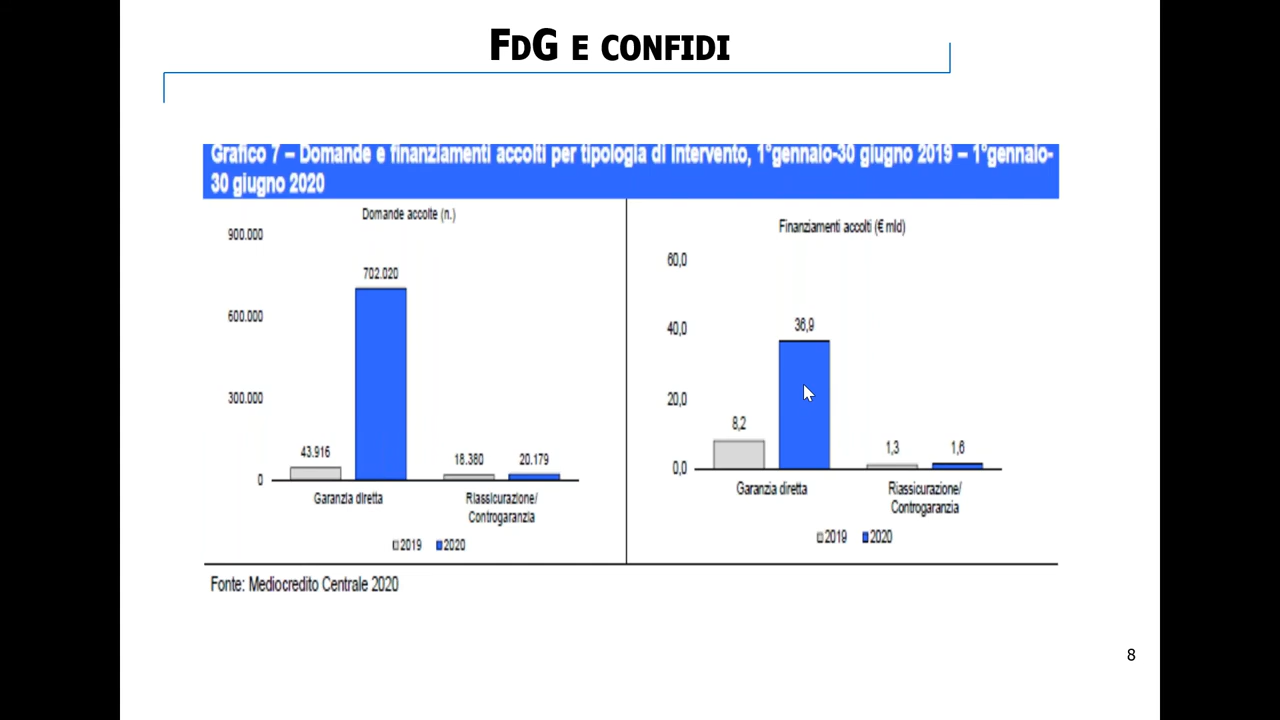 FDG E CONFIDI
Grafico 7 – Domande e finanziamenti accolti per tipologia di intervento, 1°gennaio-30 giugno 2019 – 1°gennaio-
30 giugno 2020
Domande accolte (n.)
900.000
702.020
600.000
300.000
43.916
18.380
20.179
0
Garanzia diretta
Riassicurazione/
Controgaranzia
2019
2020
Finanziamenti accolti (€ mld)
60,0
36,9
40,0
20,0
8,2
1,3
1,6
0,0
Garanzia diretta
Riassicurazione/
Controgaranzia
2019
2020
Fonte: Mediocredito Centrale 2020
8